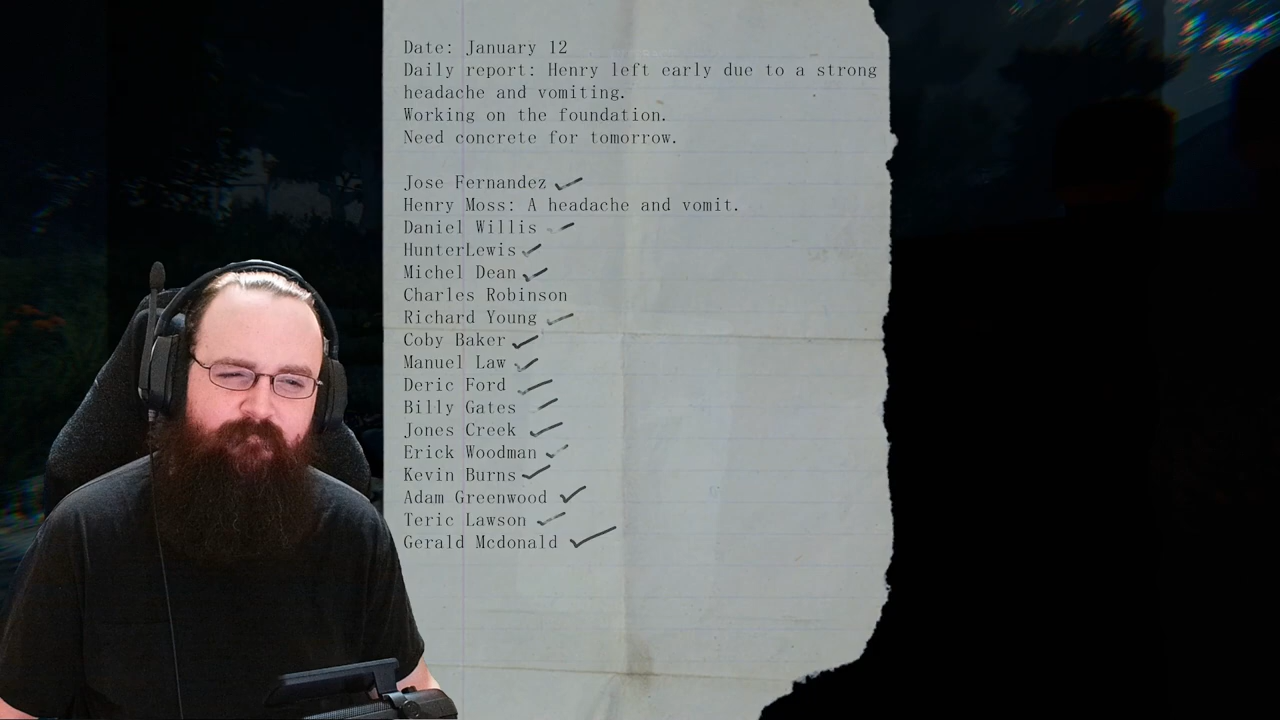 Date: January 12
Daily report: Henry left early due to a strong
headache and vomiting.
Working on the foundation.
Need concrete for tomorrow.
Jose Fernandez
Henry Moss: A headache and vomit.
Daniel Willis
HunterLewis
Michel Dean
Charles Robinson
Richard Young
Coby Baker
Manuel Law
Deric Ford
Billy Gates
Jones Creek
Erick Woodman
Kevin Burns
Adam Greenwood
Teric Lawson
Gerald Mcdonald